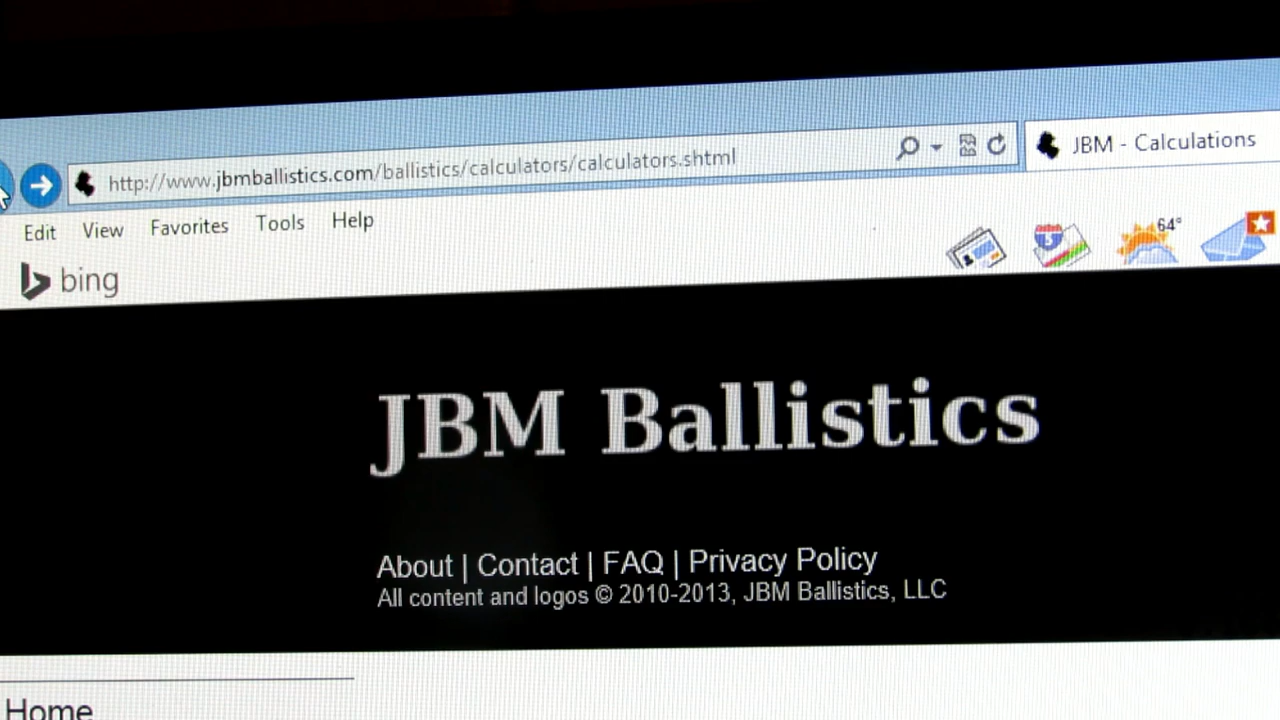 http://www.jbmballistics.com/ballistics/calculators/calculators.shtml
JBM - Calculations
Edit View Favorites Tools Help
64°
bing
JBM Ballistics
About | Contact | FAQ | Privacy Policy
All content and logos © 2010-2013, JBM Ballistics, LLC
Home